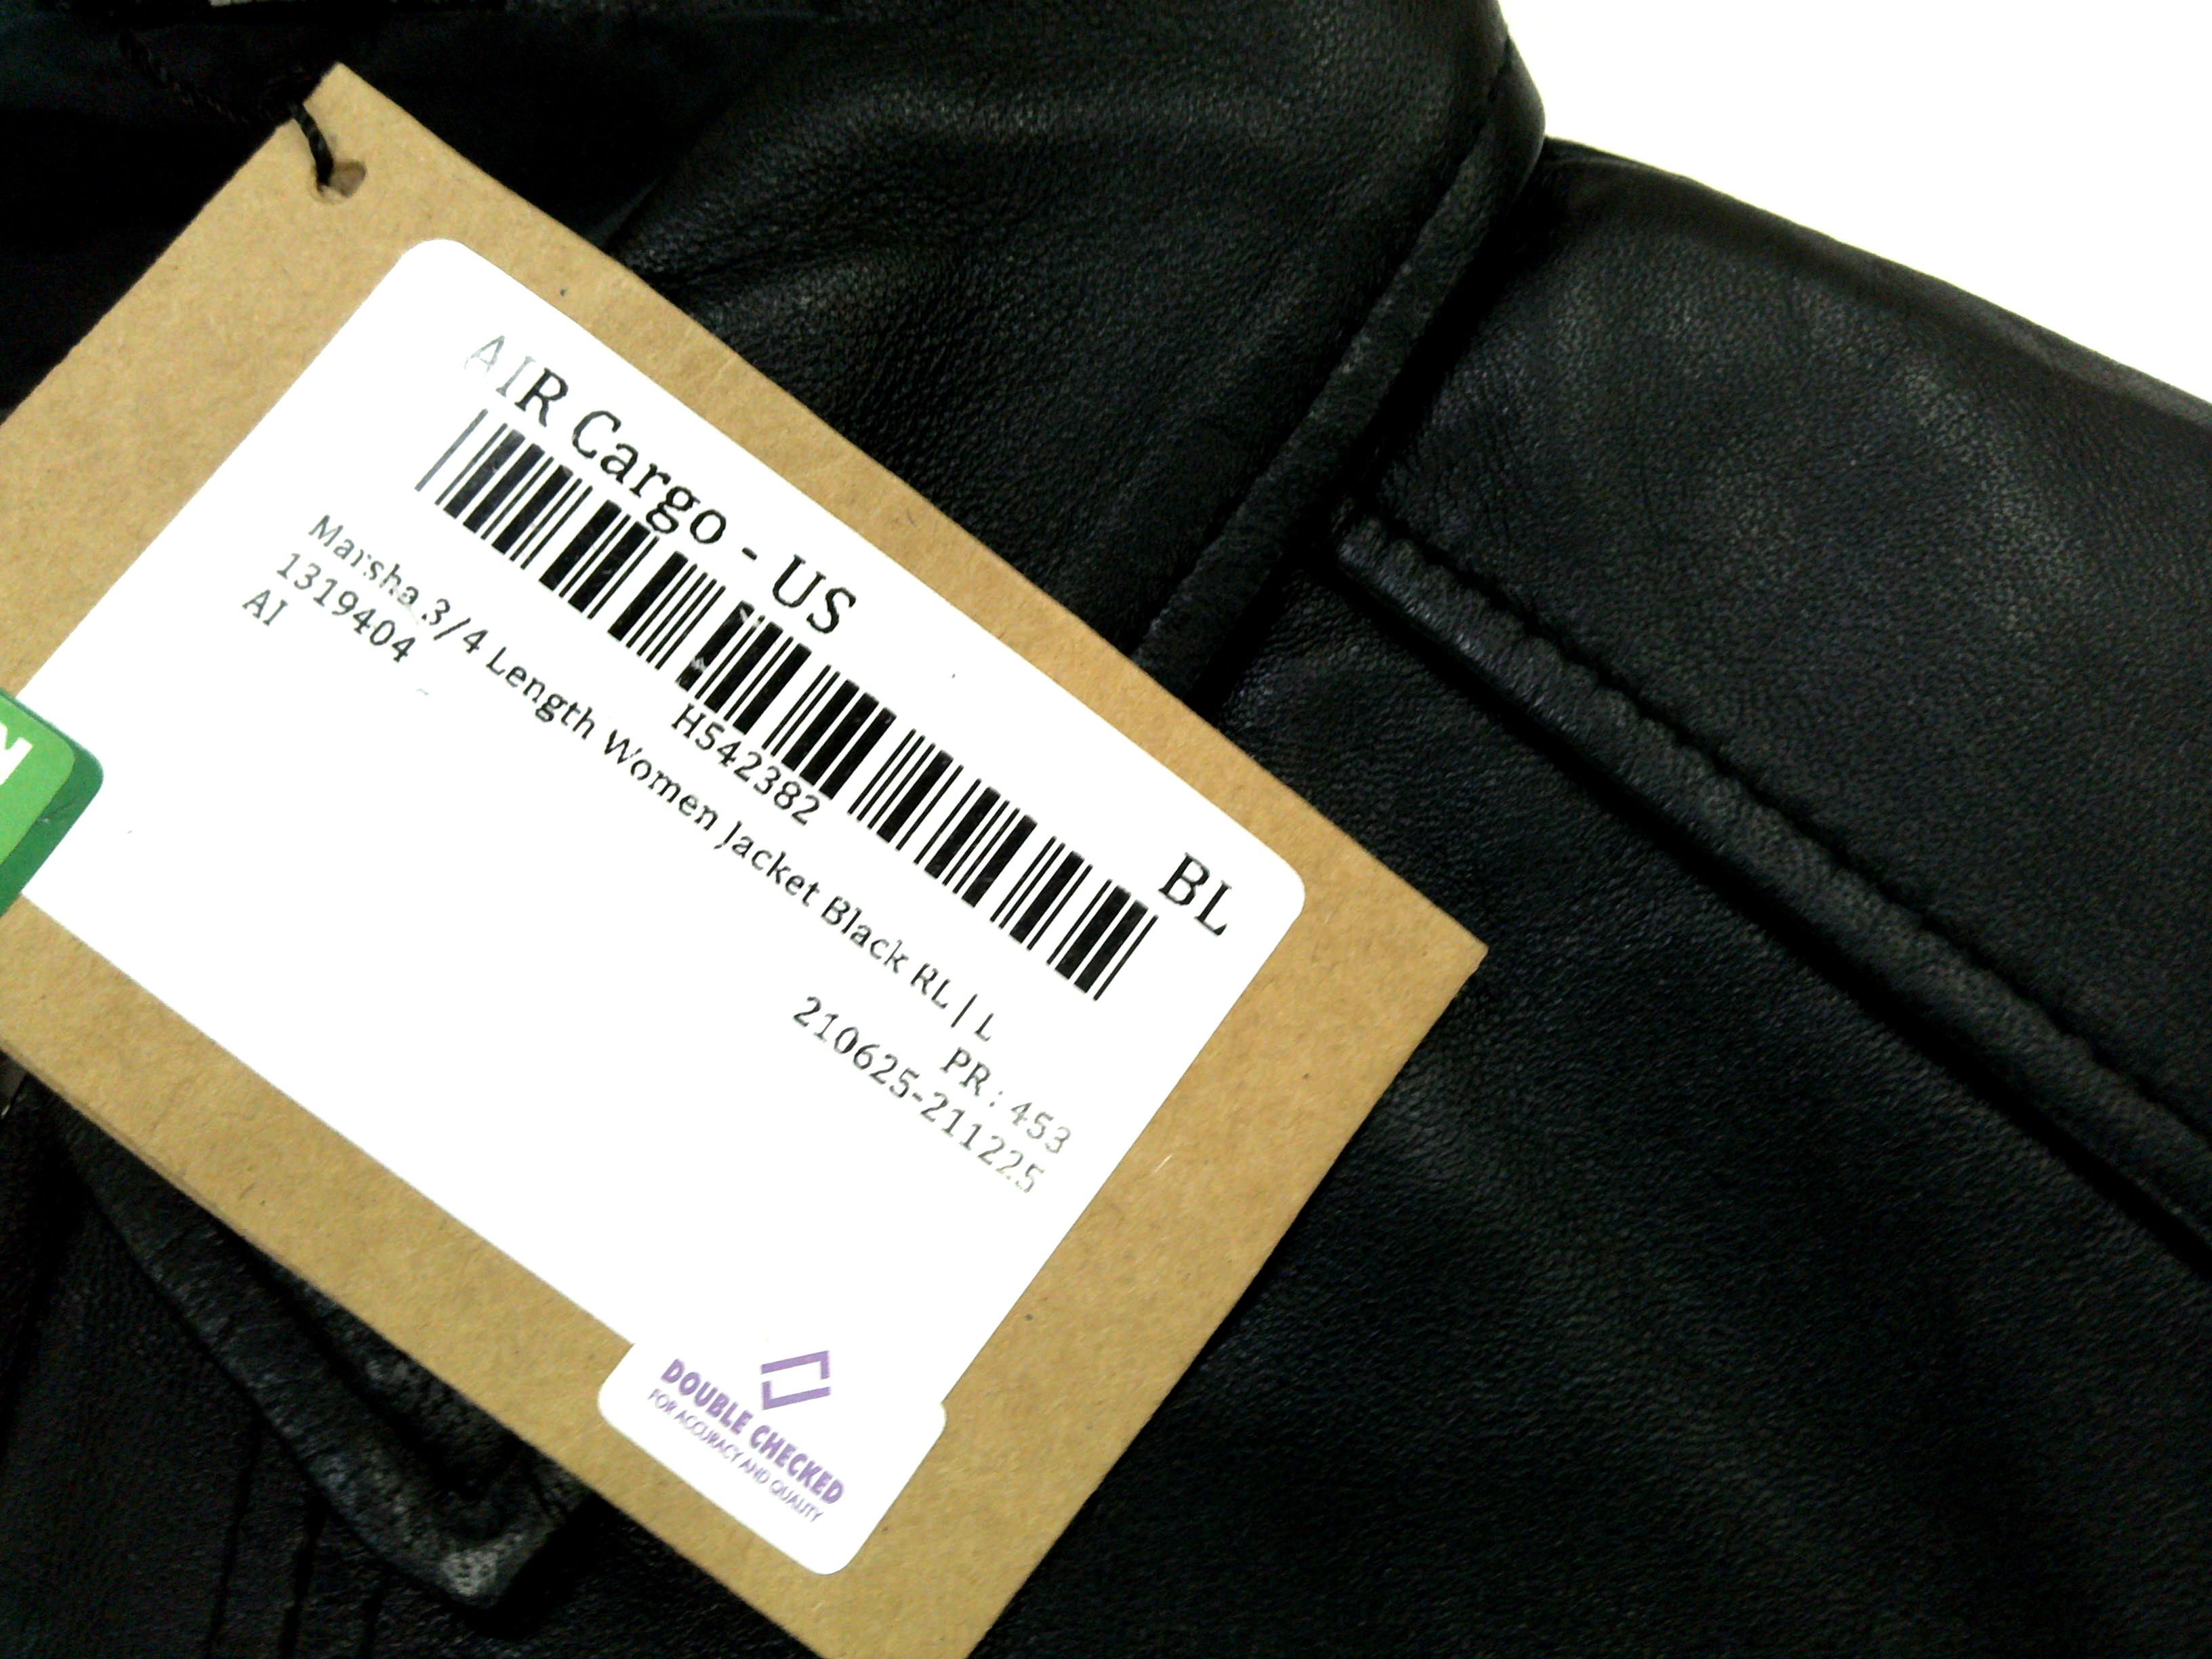 AIR Cargo - US
BL
H542382
Marsha 3/4 Length Women Jacket Black RL | L
1319404
PR: 453
AI
210625-211225
DOUBLE CHECKED
FOR ACCURACY AND QUALITY
N